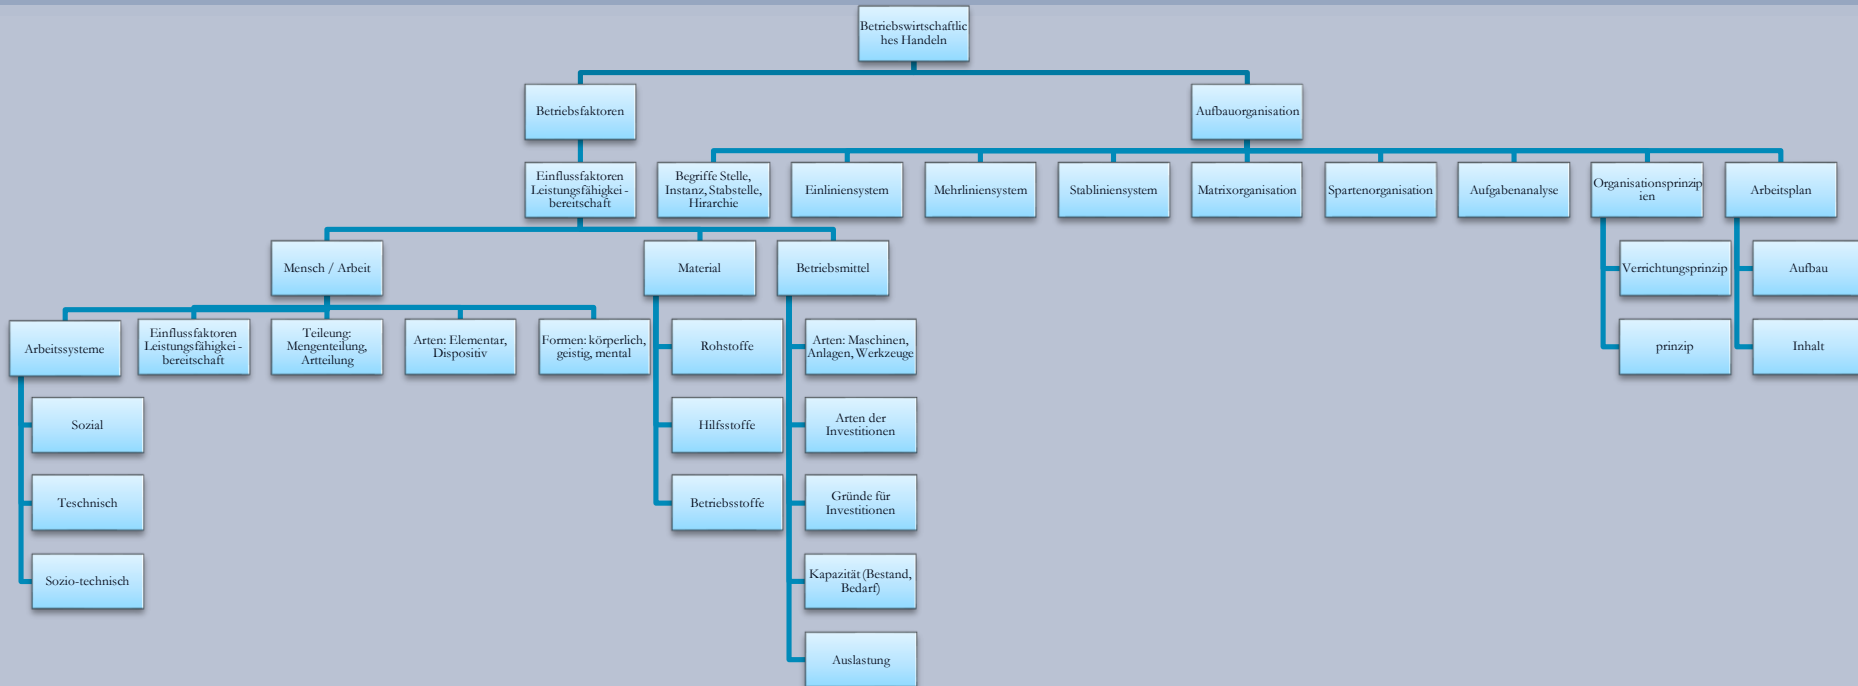 Betriebswirtschaftlic
hes Handeln
Betriebsfaktoren
Aufbauorganisation
Einflussfaktoren
Leistungsfähigkei -
bereitschaft
Begriffe Stelle,
Instanz, Stabstelle,
Hirarchie
Einliniensystem
Mehrliniensystem
Stabliniensystem
Matrixorganisation
Spartenorganisation
Aufgabenanalyse
Organisationsprinzip
ien
Arbeitsplan
Mensch / Arbeit
Material
Betriebsmittel
Verrichtungsprinzip
Aufbau
Arbeitssysteme
Einflussfaktoren
Leistungsfähigkei -
bereitschaft
Teileung:
Mengenteilung,
Artteilung
Arten: Elementar,
Dispositiv
Formen: körperlich,
geistig, mental
Rohstoffe
Arten: Maschinen,
Anlagen, Werkzeuge
prinzip
Inhalt
Sozial
Hilfsstoffe
Arten der
Investitionen
Teschnisch
Betriebsstoffe
Gründe für
Investitionen
Sozio-technisch
Kapazität (Bestand,
Bedarf)
Auslastung